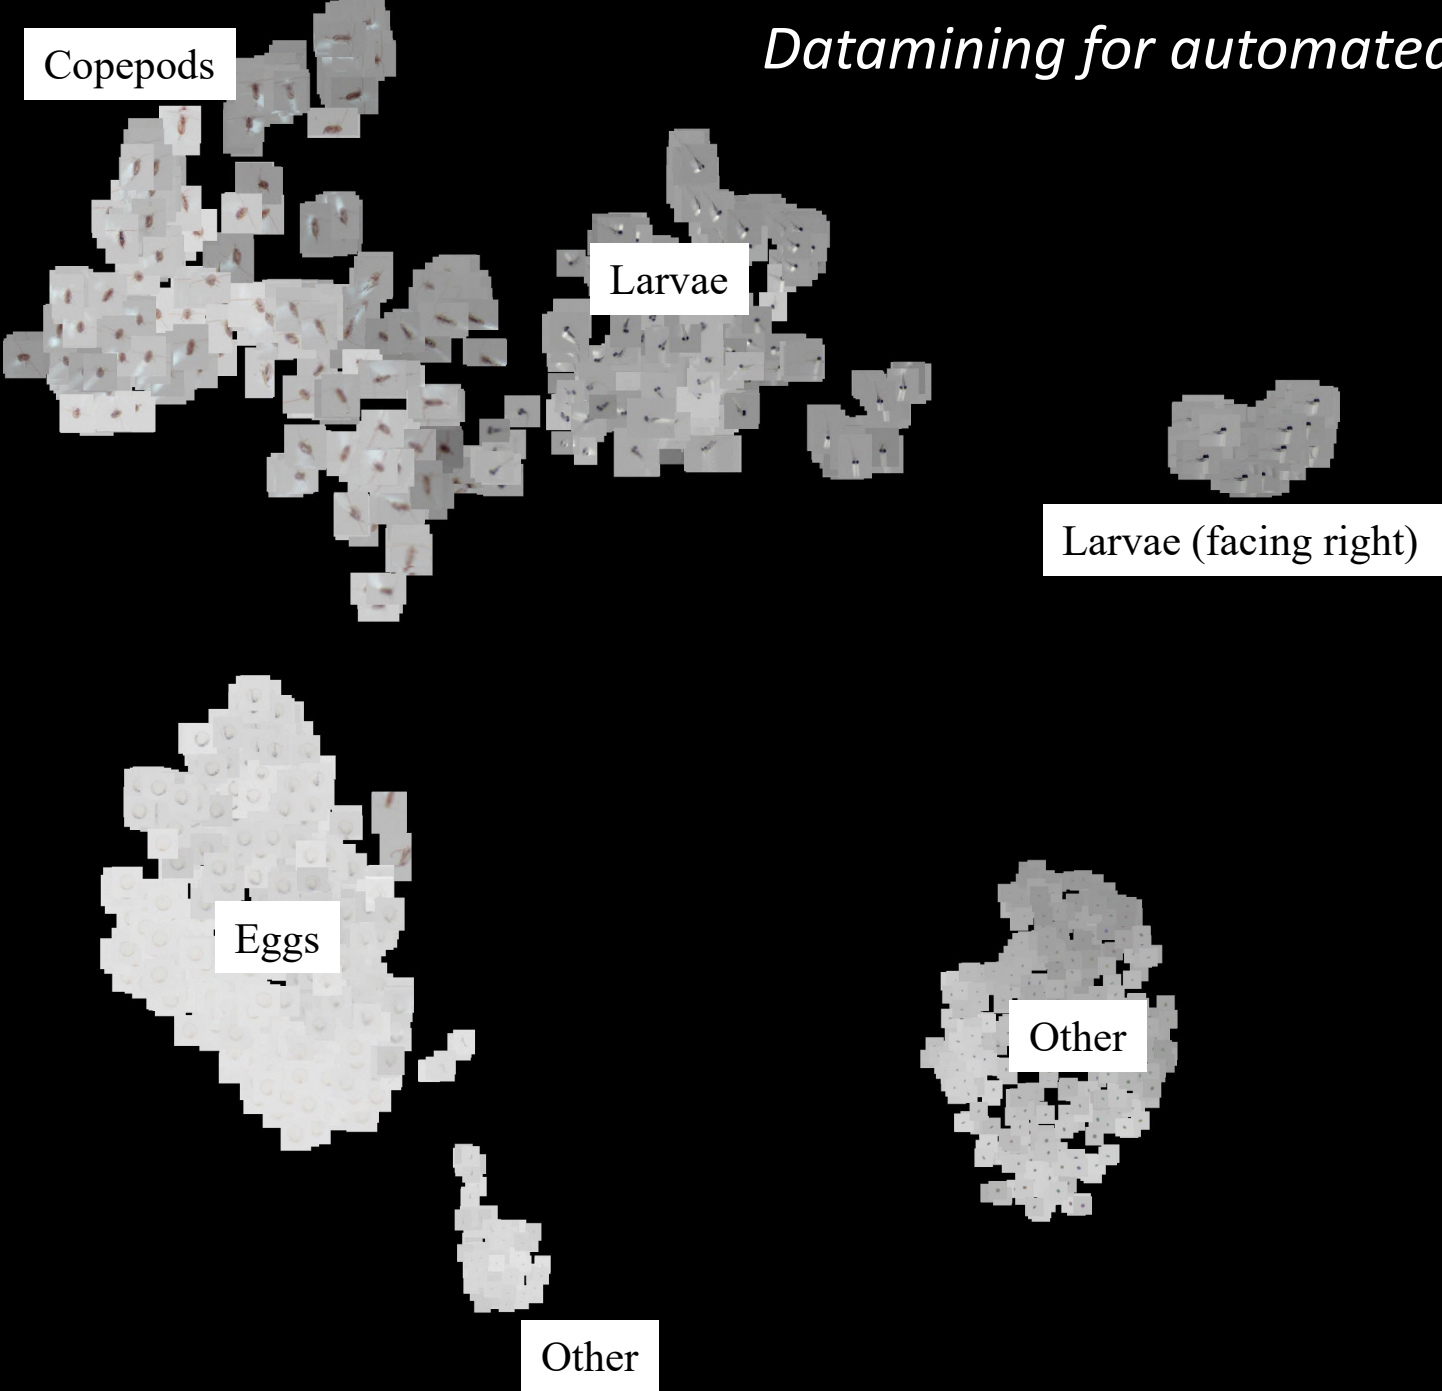 Datamining for automated
Copepods
Larvae
Larvae (facing right)
Eggs
Other
Other